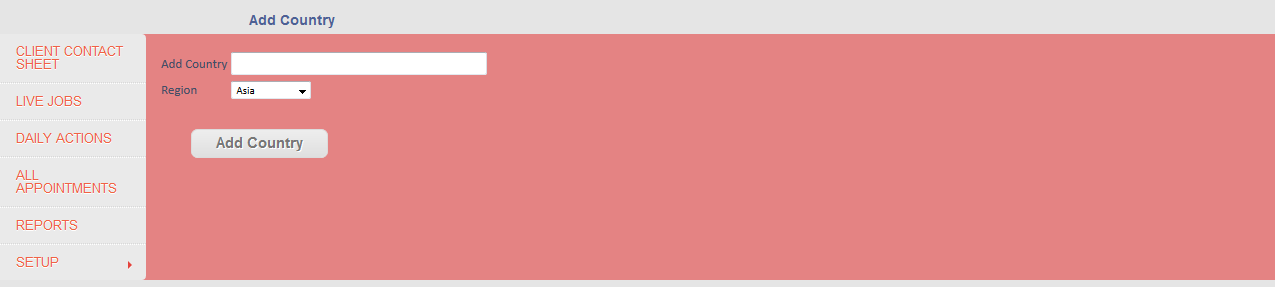 Add Country
CLIENT CONTACT
SHEET
LIVE JOBS
DAILY ACTIONS
ALL
APPOINTMENTS
REPORTS
SETUP
Add Country
Region Asia
Add Country